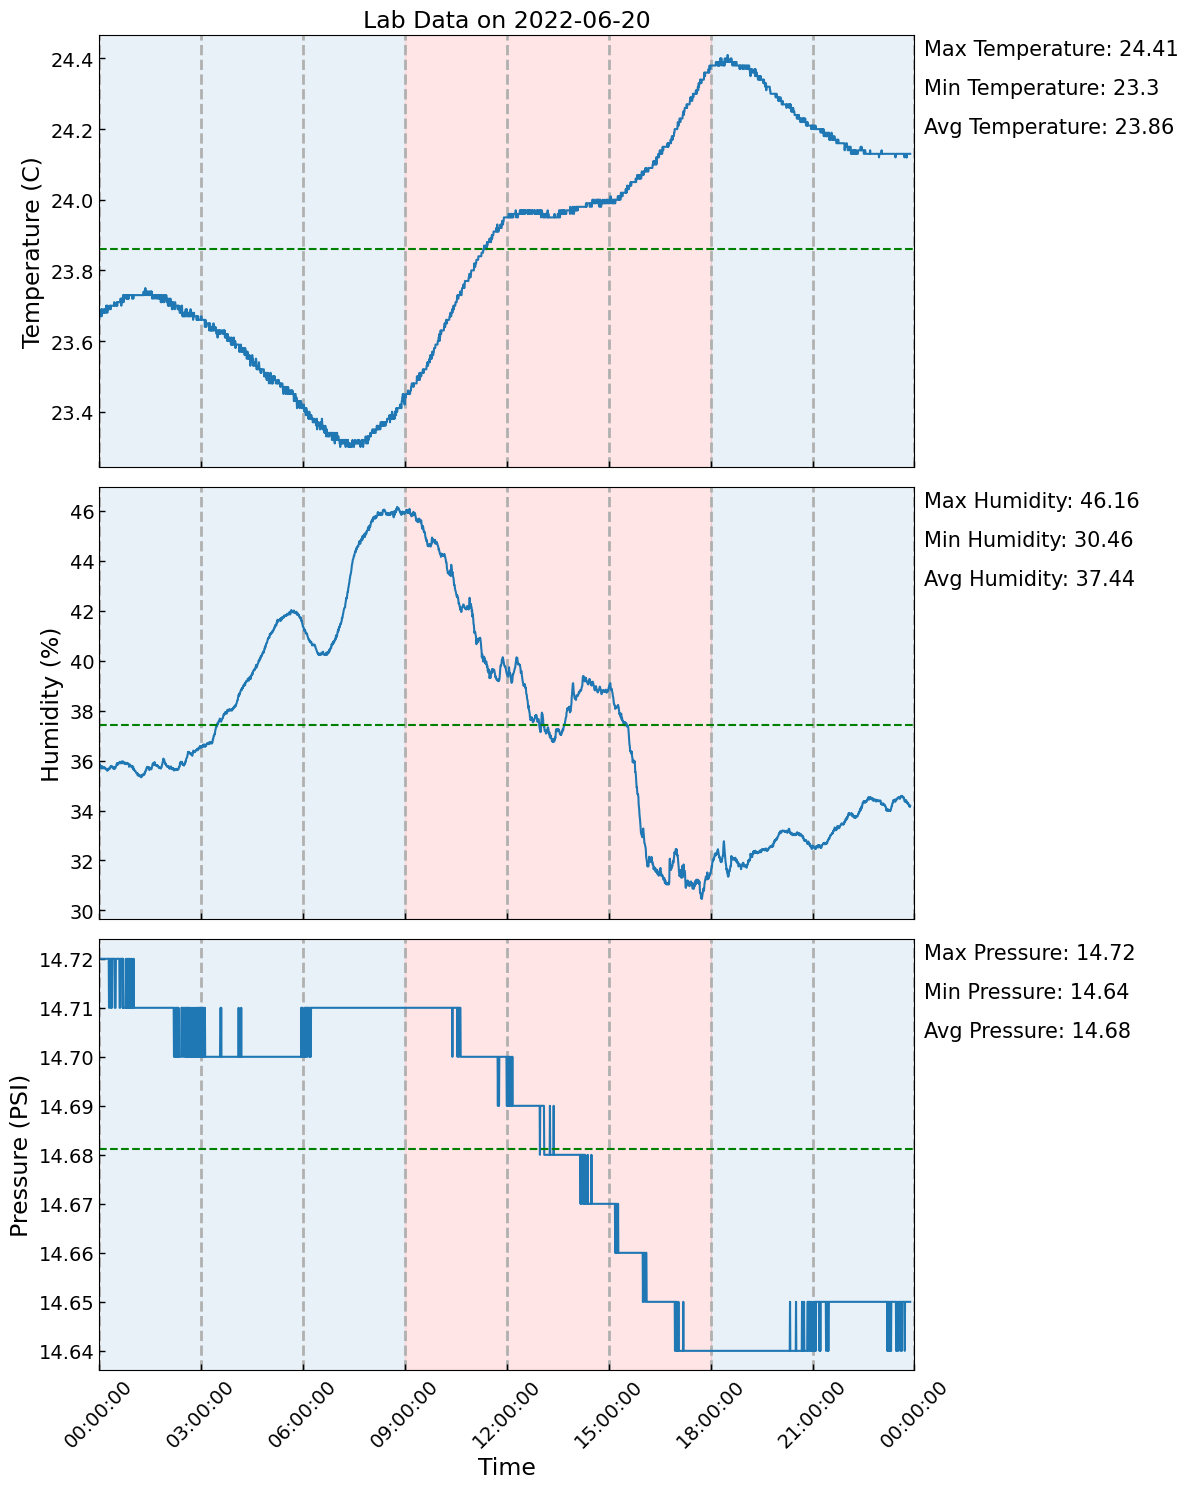 Lab Data on 2022-06-20
Temperature (C)
24.4
24.2
24.0
23.8
23.6
23.4
Max Temperature: 24.41
Min Temperature: 23.3
Avg Temperature: 23.86
Humidity (%)
46
44
42
40
38
36
34
32
30
Max Humidity: 46.16
Min Humidity: 30.46
Avg Humidity: 37.44
Pressure (PSI)
14.72
14.71
14.70
14.69
14.68
14.67
14.66
14.65
14.64
Max Pressure: 14.72
Min Pressure: 14.64
Avg Pressure: 14.68
00:00:00
03:00:00
06:00:00
09:00:00
12:00:00
15:00:00
18:00:00
21:00:00
00:00:00
Time